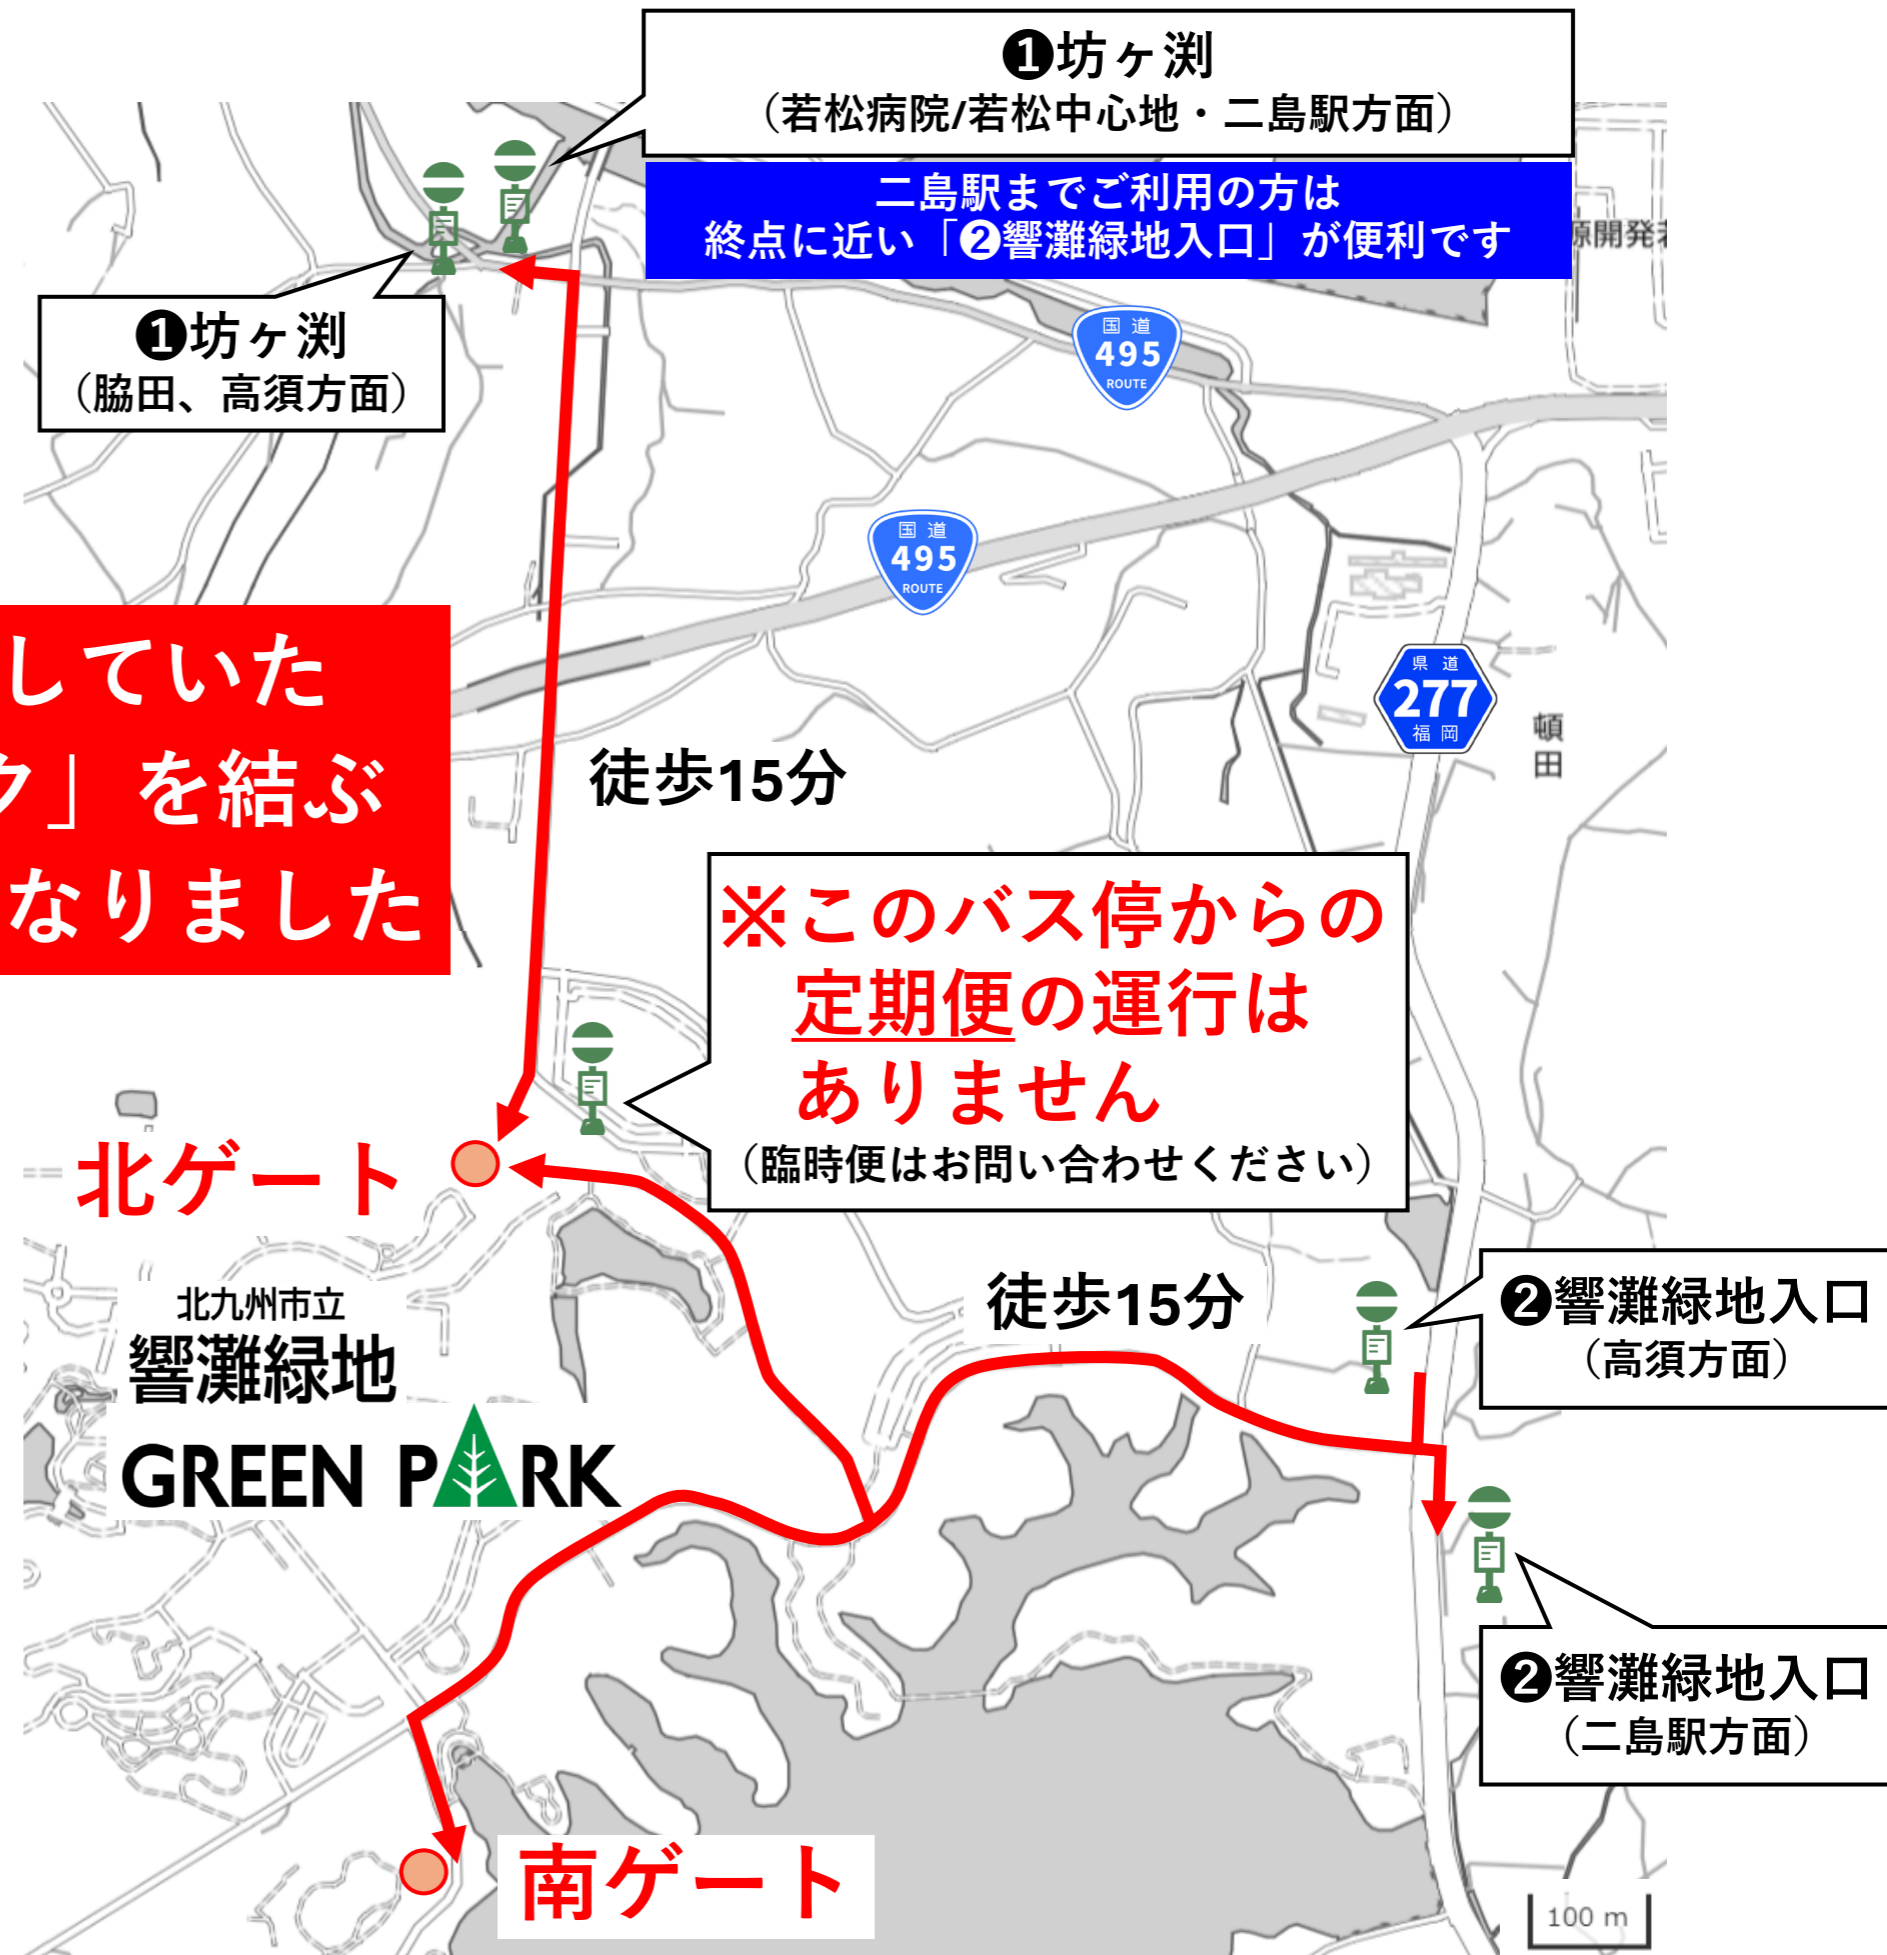 ❶坊ヶ渕
（若松病院/若松中心地・二島駅方面）
二島駅までご利用の方は
終点に近い「❷響灘緑地入口」が便利です
源開発
❶坊ヶ渕
（脇田、高須方面）
国道
495
ROUTE
国道
495
ROUTE
していた
ク」を結ぶ
なりました
県道
277
福岡
頓田
徒歩15分
※このバス停からの
定期便の運行は
ありません
（臨時便はお問い合わせください）
北ゲート
北九州市立
響灘緑地
GREEN PARK
徒歩15分
❷響灘緑地入口
（高須方面）
❷響灘緑地入口
（二島駅方面）
南ゲート
100 m